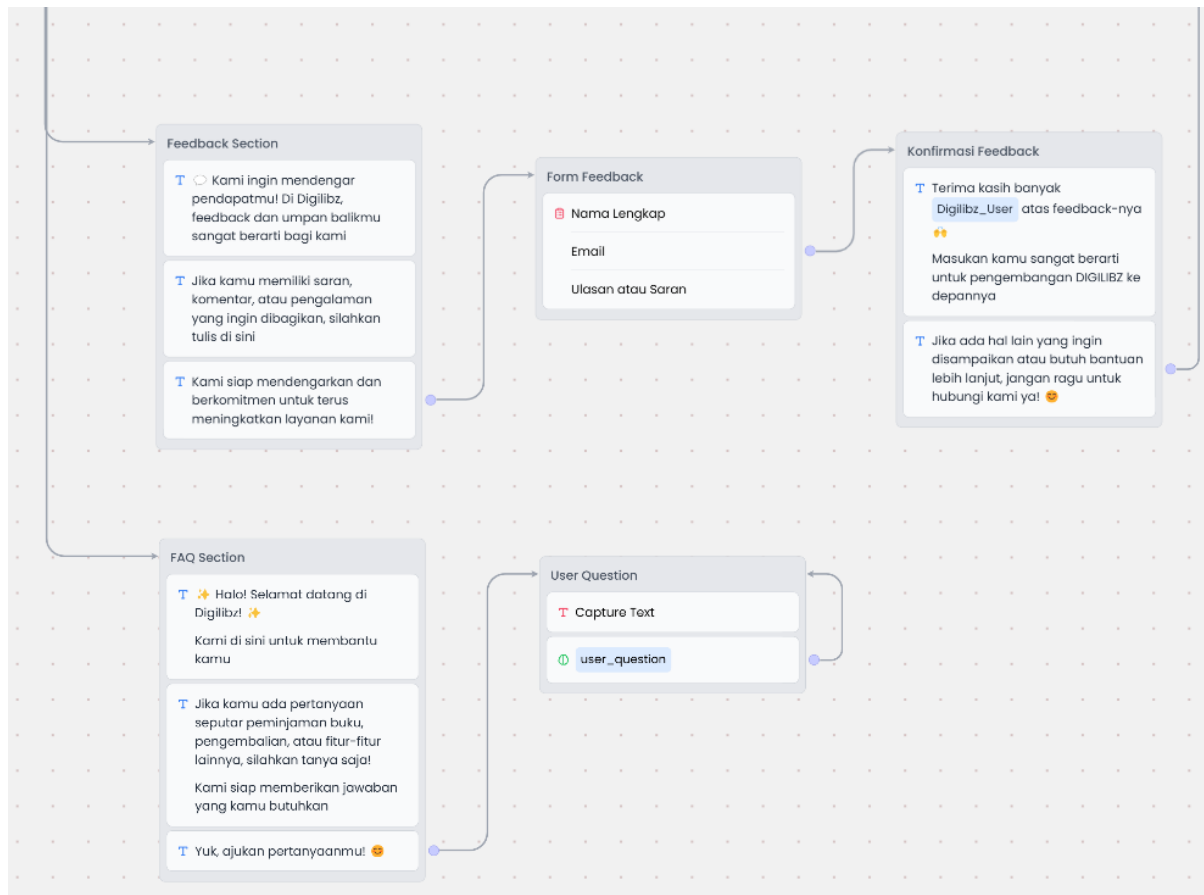 Feedback Section
💬 Kami ingin mendengar
pendapatmu! Di Digilibz,
feedback dan umpan balikmu
sangat berarti bagi kami
Jika kamu memiliki saran,
komentar, atau pengalaman
yang ingin dibagikan, silahkan
tulis di sini
Kami siap mendengarkan dan
berkomitmen untuk terus
meningkatkan layanan kami!
Form Feedback
Nama Lengkap
Email
Ulasan atau Saran
Konfirmasi Feedback
Terima kasih banyak
Digilibz_User atas feedback-nya
🙌
Masukan kamu sangat berarti
untuk pengembangan DIGILIBZ ke
depannya
Jika ada hal lain yang ingin
disampaikan atau butuh bantuan
lebih lanjut, jangan ragu untuk
hubungi kami ya! 😊
FAQ Section
✨ Halo! Selamat datang di
Digilibz! ✨
Kami di sini untuk membantu
kamu
Jika kamu ada pertanyaan
seputar peminjaman buku,
pengembalian, atau fitur-fitur
lainnya, silahkan tanya saja!
Kami siap memberikan jawaban
yang kamu butuhkan
Yuk, ajukan pertanyaanmu! 😊
User Question
Capture Text
user_question